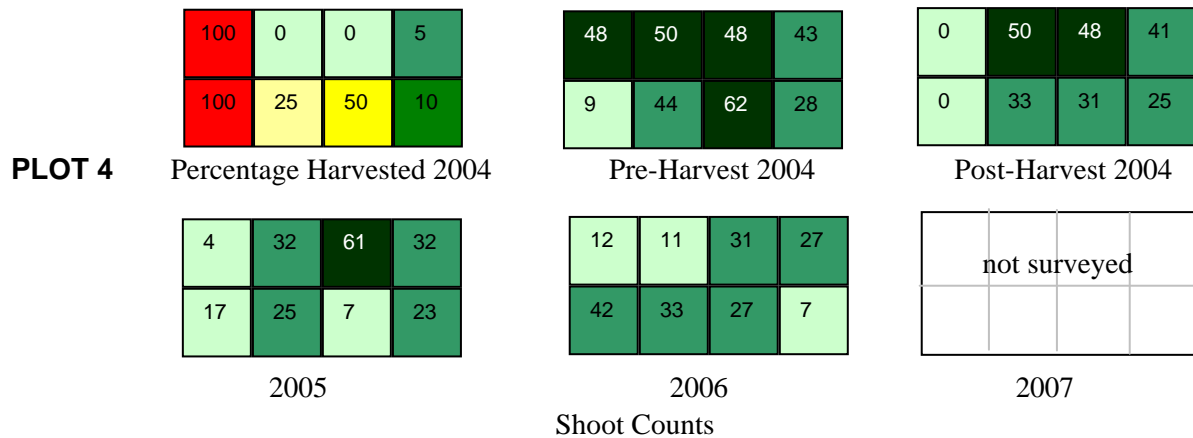 100 0 0 5
100 25 50 10
48 50 48 43
9 44 62 28
0 50 48 41
0 33 31 25
PLOT 4
Percentage Harvested 2004
Pre-Harvest 2004
Post-Harvest 2004
4 32 61 32
17 25 7 23
12 11 31 27
42 33 27 7
not surveyed
2005
2006
2007
Shoot Counts